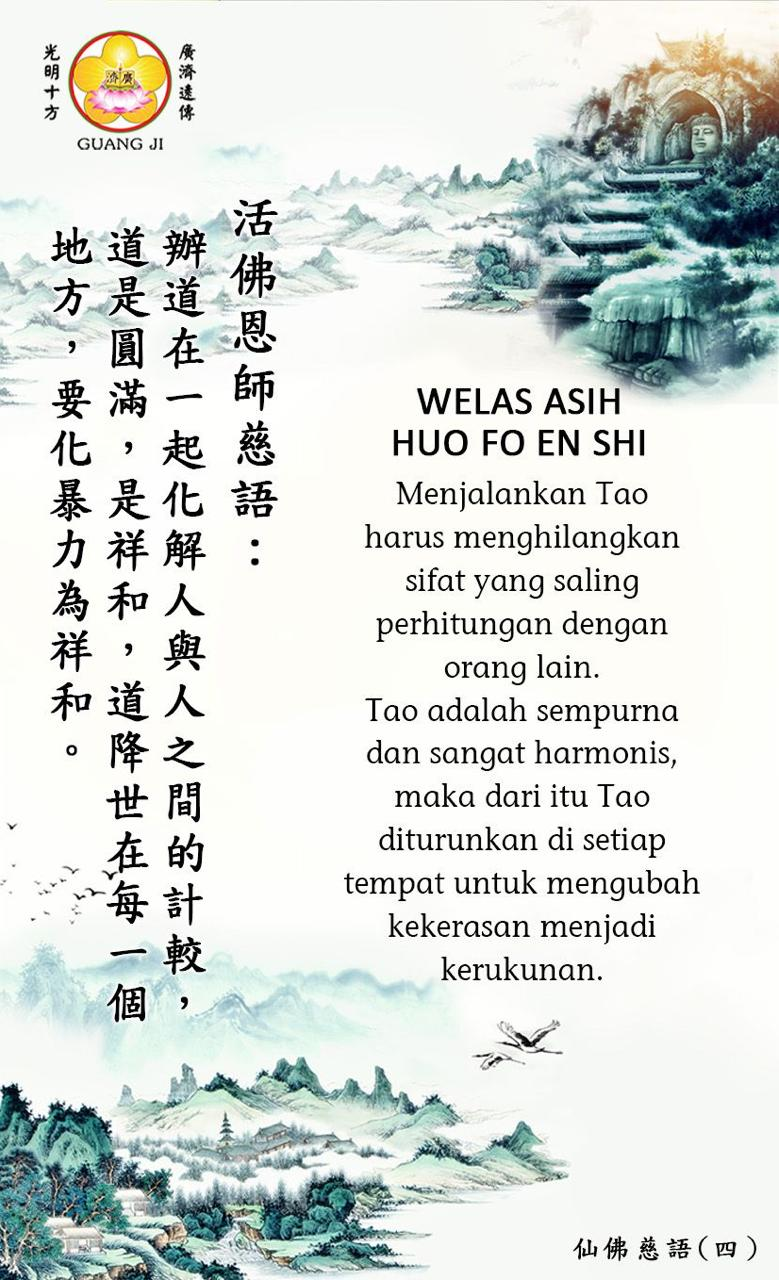 光明十方
廣濟遠傳
廣濟
GUANG JI
活佛恩師慈語：
辦道在一起化解人與人之間的計較，
道是圓滿，是祥和，道降世在每一個
地方，要化暴力為祥和。
WELAS ASIH
HUO FO EN SHI
Menjalankan Tao
harus menghilangkan
sifat yang saling
perhitungan dengan
orang lain.
Tao adalah sempurna
dan sangat harmonis,
maka dari itu Tao
diturunkan di setiap
tempat untuk mengubah
kekerasan menjadi
kerukunan.
仙佛慈語(四)